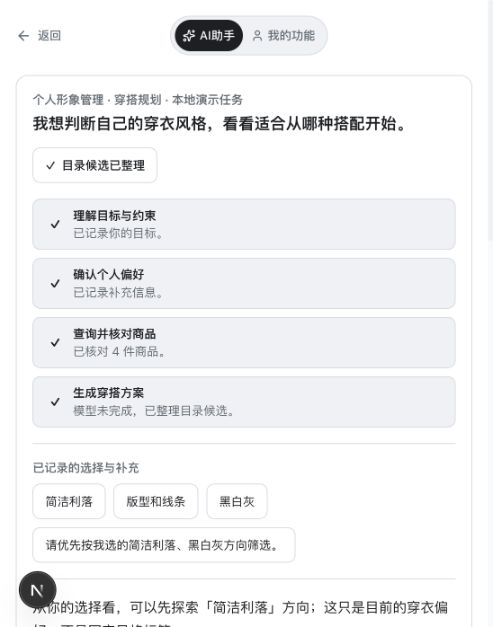 返回
AI助手
我的功能
个人形象管理 · 穿搭规划 · 本地演示任务
我想判断自己的穿衣风格，看看适合从哪种搭配开始。
目录候选已整理
理解目标与约束
已记录你的目标。
确认个人偏好
已记录补充信息。
查询并核对商品
已核对 4 件商品。
生成穿搭方案
模型未完成，已整理目录候选。
已记录的选择与补充
简洁利落
版型和线条
黑白灰
请优先按我选的简洁利落、黑白灰方向筛选。
N
从你的选择看，可以先探索「简洁利落」方向；这只是目前的穿衣偏